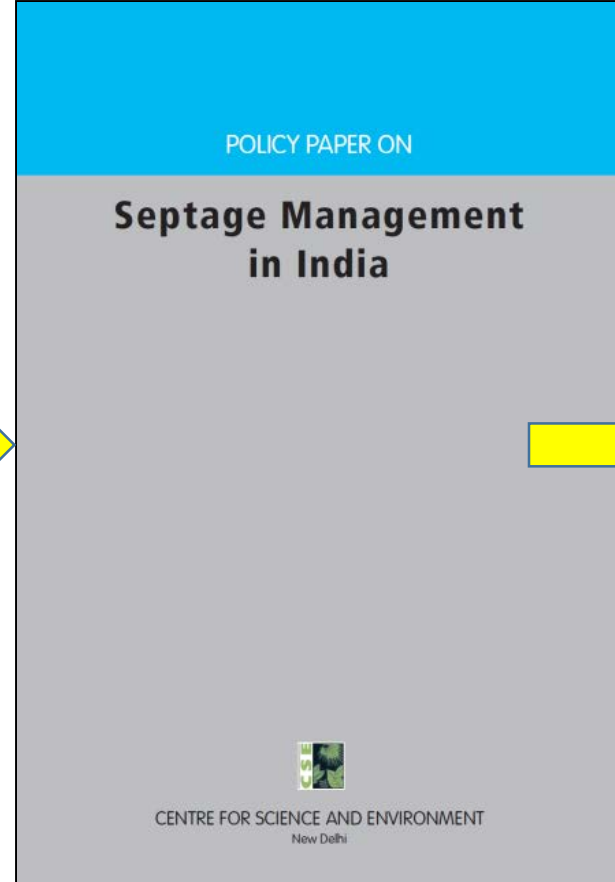 POLICY PAPER ON
Septage Management
in India
CSE
CENTRE FOR SCIENCE AND ENVIRONMENT
New Delhi